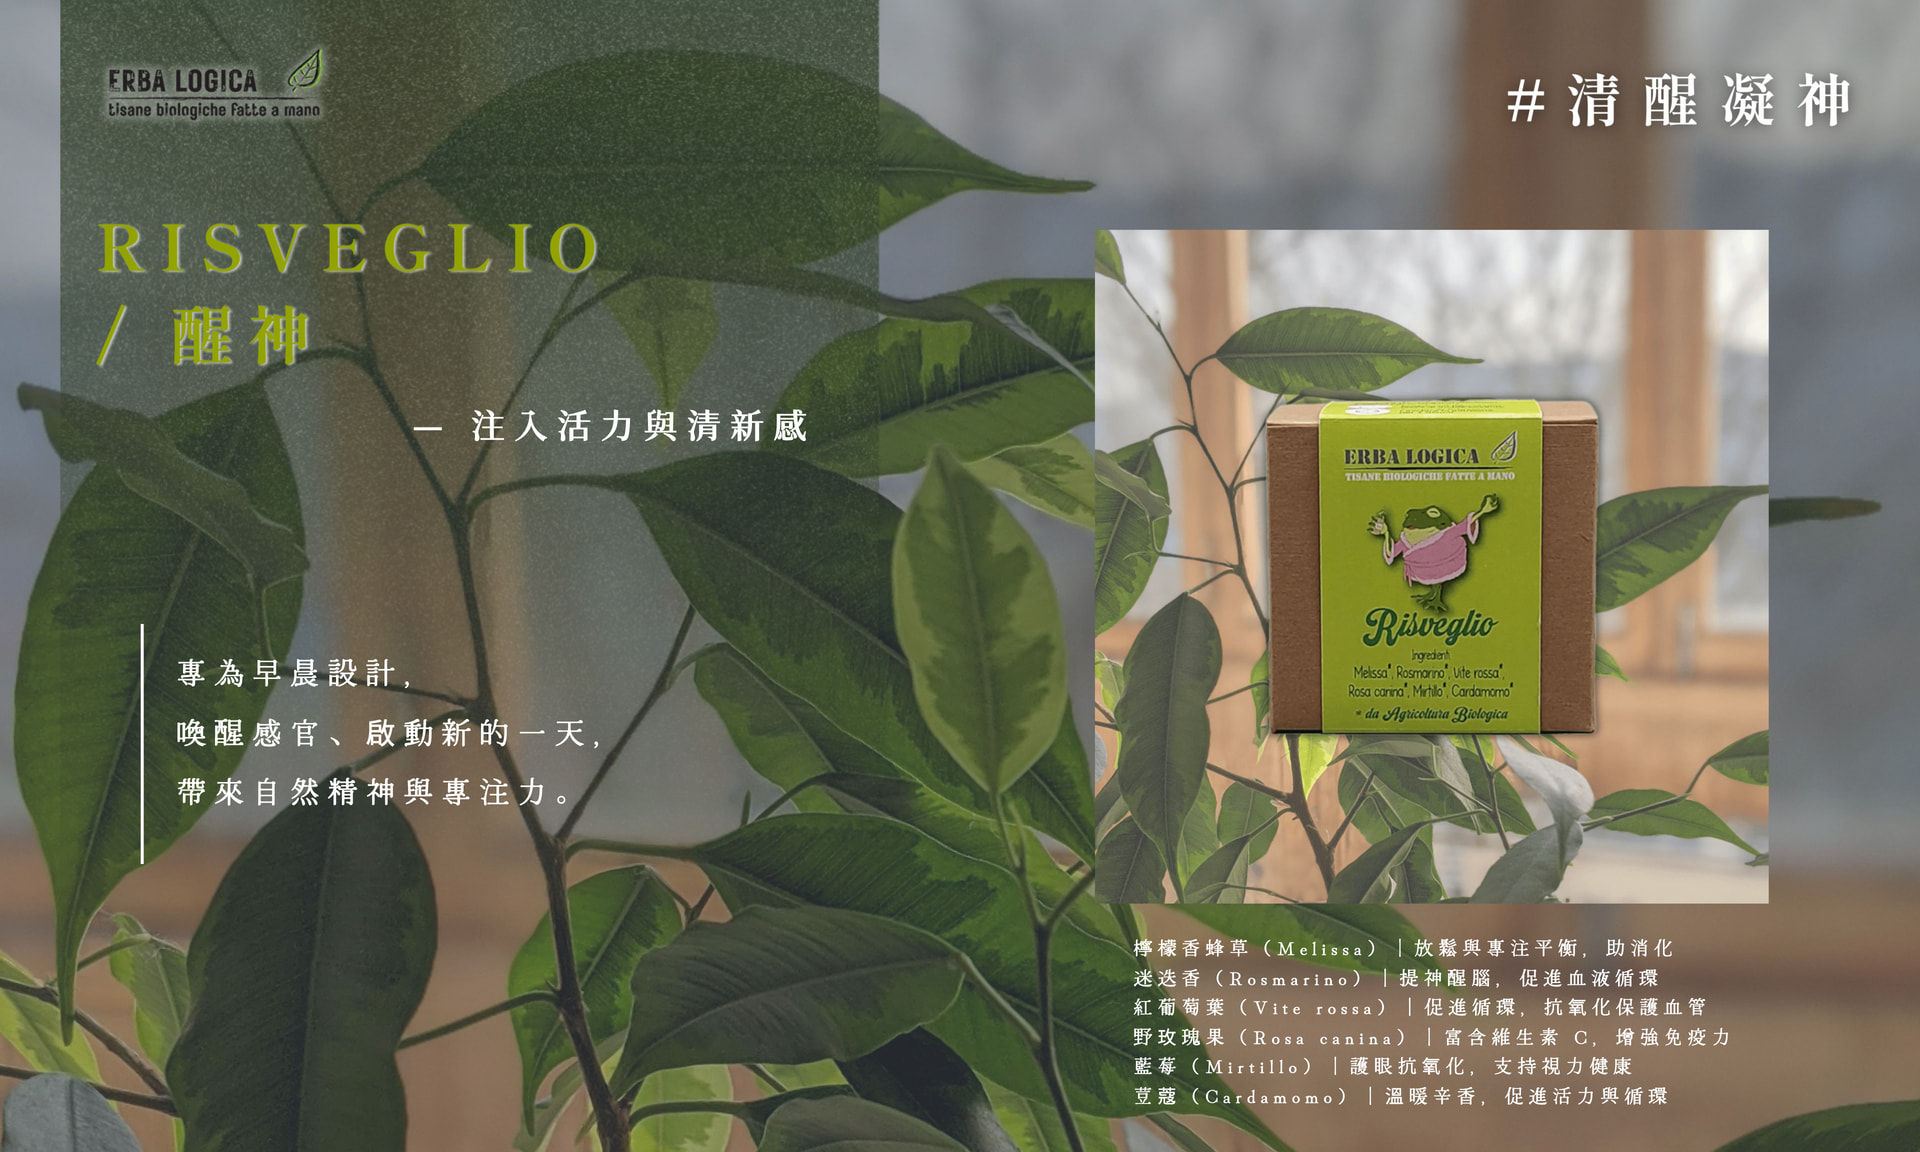 ERBA LOGICA
tisane biologiche fatte a mano
#清醒凝神
RISVEGLIO
/ 醒神
— 注入活力與清新感
專為早晨設計,
喚醒感官、啟動新的一天,
帶來自然精神與專注力。
ERBA LOGICA
TISANE BIOLOGICHE FATTE A MANO
Risveglio
Ingredienti:
Melissa*, Rosmarino*, Vite rossa*,
Rosa canina*, Mirtillo*, Cardamomo*
* da Agricoltura Biologica
檸檬香蜂草（Melissa）｜放鬆與專注平衡, 助消化
迷迭香（Rosmarino）｜提神醒腦, 促進血液循環
紅葡萄葉（Vite rossa）｜促進循環, 抗氧化保護血管
野玫瑰果（Rosa canina）｜富含維生素 C, 增強免疫力
藍莓（Mirtillo）｜護眼抗氧化, 支持視力健康
荳蔻（Cardamomo）｜溫暖辛香, 促進活力與循環